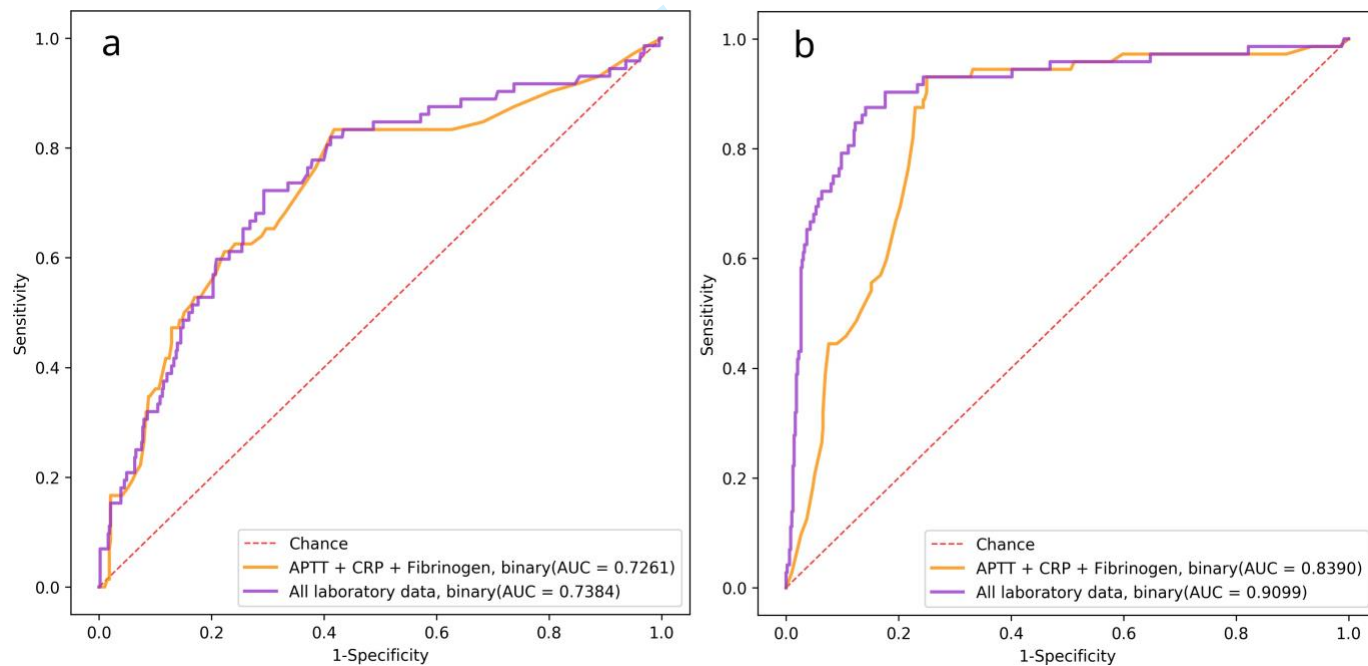 a
1.0
0.8
0.6
0.4
0.2
0.0
Sensitivity
0.0 0.2 0.4 0.6 0.8 1.0
1-Specificity
Chance
APTT + CRP + Fibrinogen, binary(AUC = 0.7261)
All laboratory data, binary(AUC = 0.7384)
b
1.0
0.8
0.6
0.4
0.2
0.0
Sensitivity
0.0 0.2 0.4 0.6 0.8 1.0
1-Specificity
Chance
APTT + CRP + Fibrinogen, binary(AUC = 0.8390)
All laboratory data, binary(AUC = 0.9099)